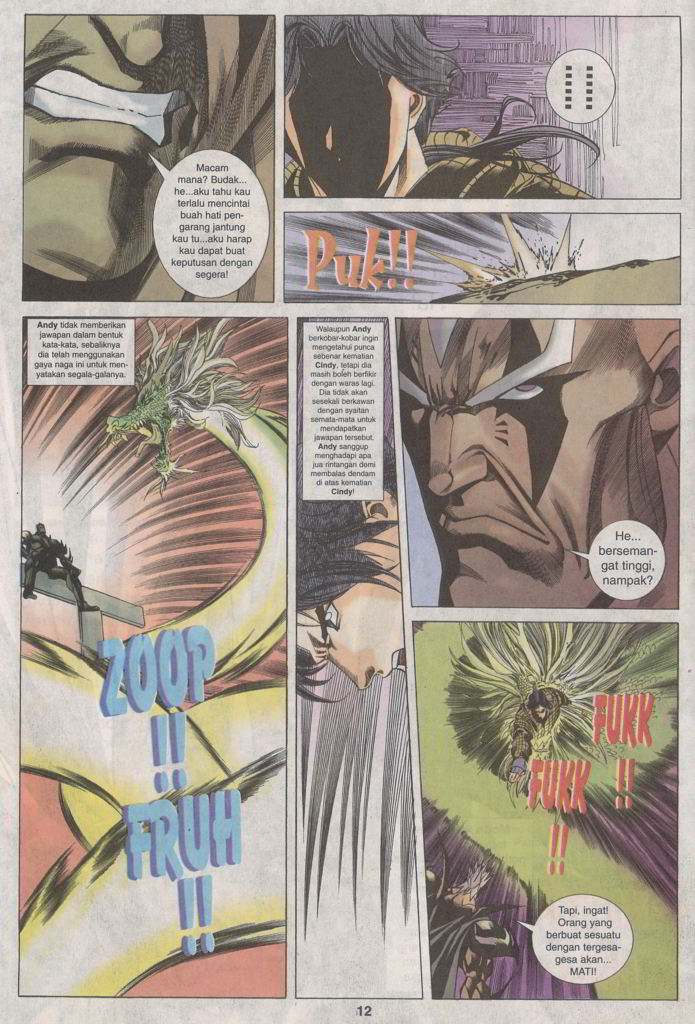 Macam
mana? Budak...
he...aku tahu kau
terlalu mencintai
buah hati pen-
garang jantung
kau tu...aku harap
kau dapat buat
keputusan dengan
segera!
Puk!!
Andy tidak memberikan
jawapan dalam bentuk
kata-kata, sebaliknya
dia telah menggunakan
gaya naga ini untuk men-
yatakan segala-galanya.
ZOOP
!!
FRUH
!!
Walaupun Andy
berkobar-kobar ingin
mengetahui punca
sebenar kematian
Cindy, tetapi dia
masih boleh berfikir
dengan waras lagi.
Dia tidak akan
sesekali berkawan
dengan syaitan
semata-mata untuk
mendapatkan
jawapan tersebut.
Andy sanggup
menghadapi apa
jua rintangan demi
membalas dendam
di atas kematian
Cindy!
He...
berseman-
gat tinggi,
nampak?
FUKK
!!
FUKK
!!
Tapi, ingat!
Orang yang
berbuat sesuatu
dengan tergesa-
gesa akan...
MATI!
12